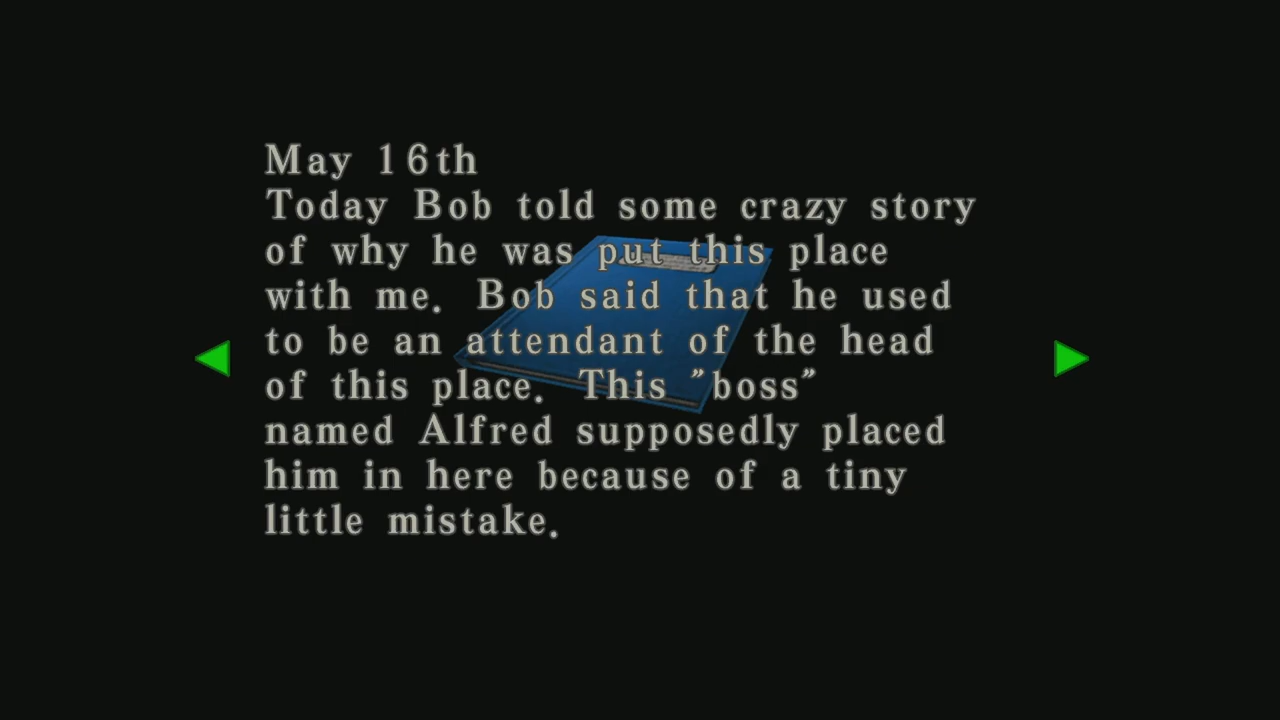 May 16th
Today Bob told some crazy story
of why he was put this place
with me. Bob said that he used
to be an attendant of the head
of this place. This "boss"
named Alfred supposedly placed
him in here because of a tiny
little mistake.